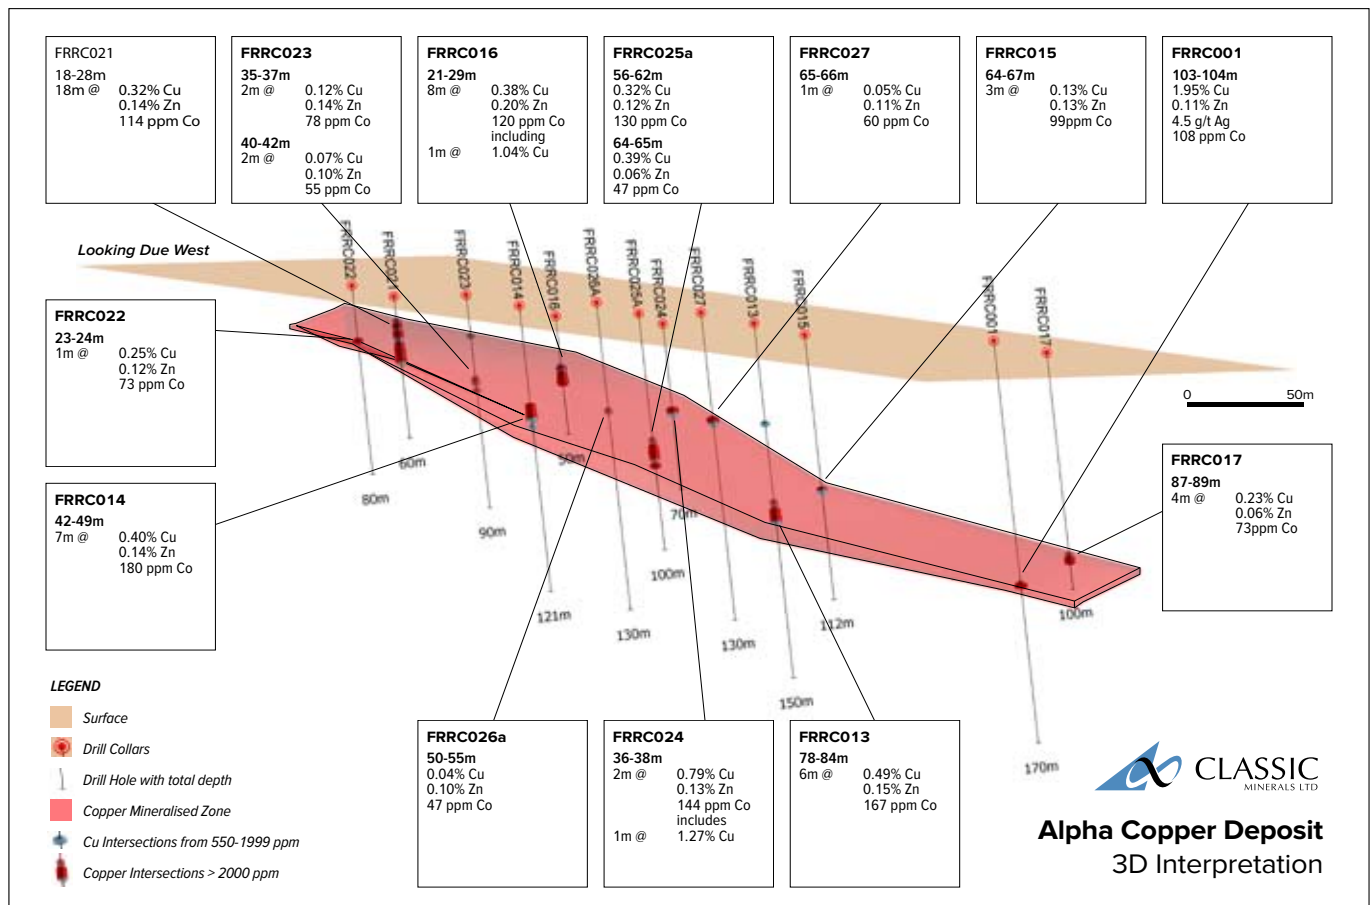 FRRC021
18-28m
18m @ 0.32% Cu
0.14% Zn
114 ppm Co
FRRC023
35-37m
2m @ 0.12% Cu
0.14% Zn
78 ppm Co
40-42m
2m @ 0.07% Cu
0.10% Zn
55 ppm Co
FRRC016
21-29m
8m @ 0.38% Cu
0.20% Zn
120 ppm Co
including
1m @ 1.04% Cu
FRRC025a
56-62m
0.32% Cu
0.12% Zn
130 ppm Co
64-65m
0.39% Cu
0.06% Zn
47 ppm Co
FRRC027
65-66m
1m @ 0.05% Cu
0.11% Zn
60 ppm Co
FRRC015
64-67m
3m @ 0.13% Cu
0.13% Zn
99ppm Co
FRRC001
103-104m
1.95% Cu
0.11% Zn
4.5 g/t Ag
108 ppm Co
Looking Due West
FRRC022
FRRC021
FRRC023
FRRC014
FRRC016
FRRC026A
FRRC025A
FRRC024
FRRC027
FRRC013
FRRC015
FRRC001
FRRC017
FRRC022
23-24m
1m @ 0.25% Cu
0.12% Zn
73 ppm Co
0 50m
FRRC014
42-49m
7m @ 0.40% Cu
0.14% Zn
180 ppm Co
FRRC017
87-89m
4m @ 0.23% Cu
0.06% Zn
73ppm Co
80m
60m
90m
121m
50m
130m
100m
70m
130m
150m
112m
170m
100m
LEGEND
Surface
Drill Collars
Drill Hole with total depth
Copper Mineralised Zone
Cu Intersections from 550-1999 ppm
Copper Intersections > 2000 ppm
FRRC026a
50-55m
0.04% Cu
0.10% Zn
47 ppm Co
FRRC024
36-38m
2m @ 0.79% Cu
0.13% Zn
144 ppm Co
includes
1m @ 1.27% Cu
FRRC013
78-84m
6m @ 0.49% Cu
0.15% Zn
167 ppm Co
CLASSIC
MINERALS LTD
Alpha Copper Deposit
3D Interpretation